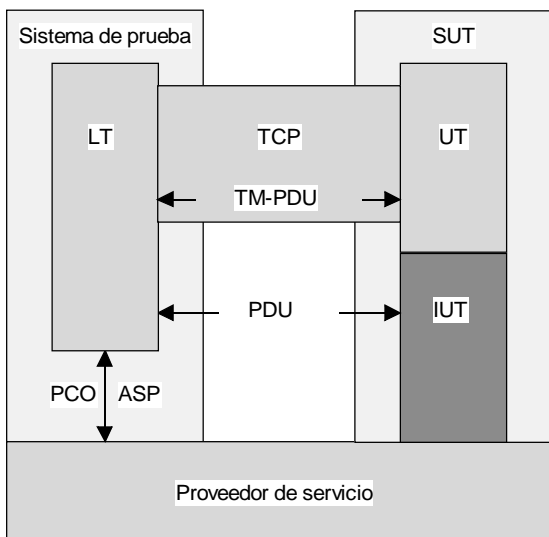 Sistema de prueba
SUT
LT
TCP
UT
TM-PDU
PDU
IUT
PCO
ASP
Proveedor de servicio